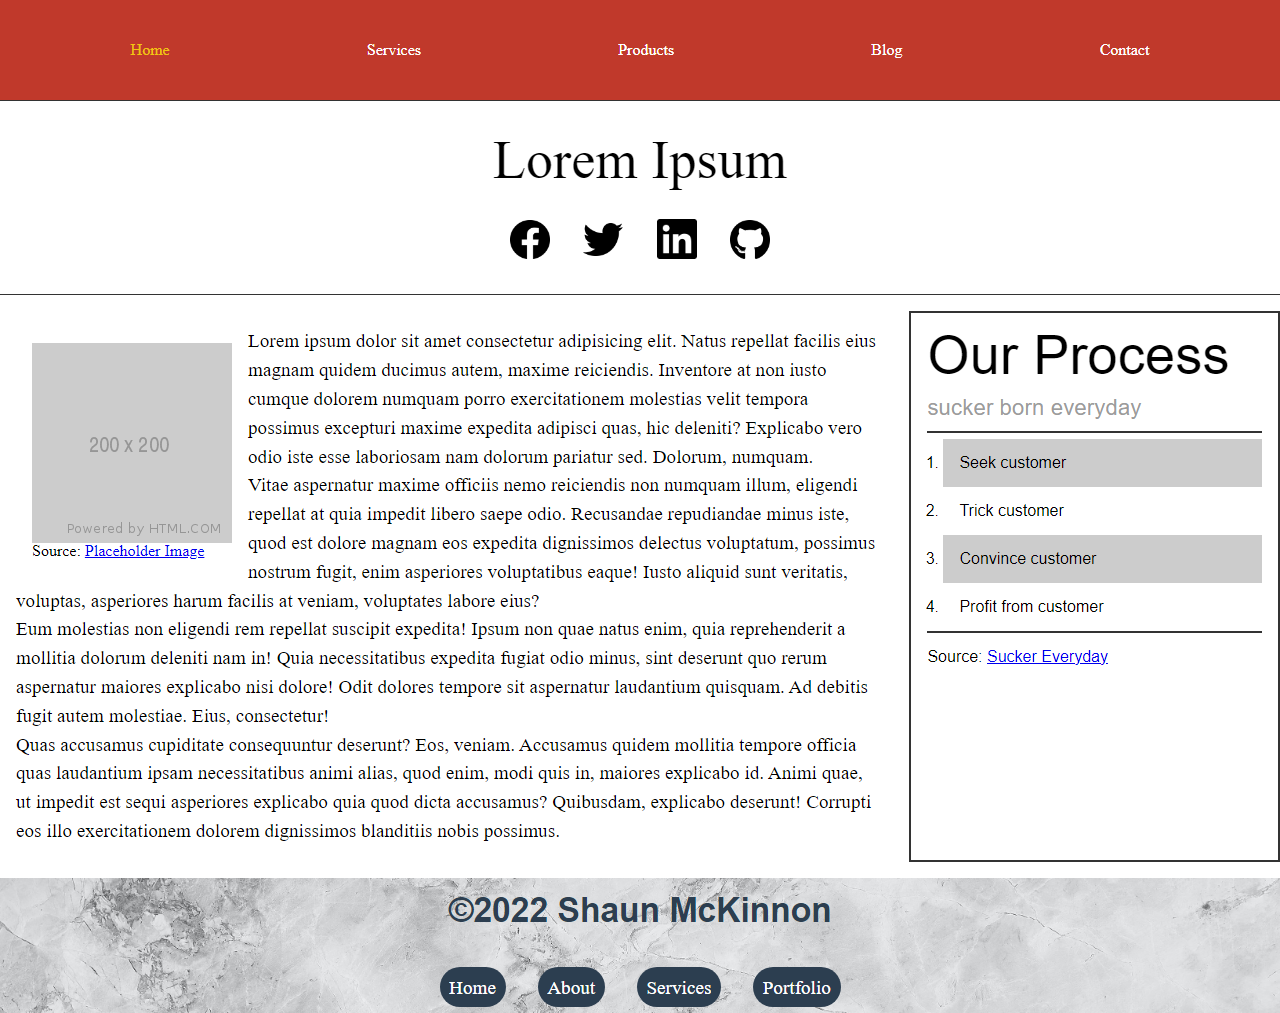 Home Services Products Blog Contact
Lorem Ipsum
200 x 200
Powered by HTML.COM
Source: Placeholder Image
Lorem ipsum dolor sit amet consectetur adipisicing elit. Natus repellat facilis eius
magnam quidem ducimus autem, maxime reiciendis. Inventore at non iusto
cumque dolorem numquam porro exercitationem molestias velit tempora
possimus excepturi maxime expedita adipisci quas, hic deleniti? Explicabo vero
odio iste esse laboriosam nam dolorum pariatur sed. Dolorum, numquam.
Vitae aspernatur maxime officiis nemo reiciendis non numquam illum, eligendi
repellat at quia impedit libero saepe odio. Recusandae repudiandae minus iste,
quod est dolore magnam eos expedita dignissimos delectus voluptatum, possimus
nostrum fugit, enim asperiores voluptatibus eaque! Iusto aliquid sunt veritatis,
voluptas, asperiores harum facilis at veniam, voluptates labore eius?
Eum molestias non eligendi rem repellat suscipit expedita! Ipsum non quae natus enim, quia reprehenderit a
mollitia dolorum deleniti nam in! Quia necessitatibus expedita fugiat odio minus, sint deserunt quo rerum
aspernatur maiores explicabo nisi dolore! Odit dolores tempore sit aspernatur laudantium quisquam. Ad debitis
fugit autem molestiae. Eius, consectetur!
Quas accusamus cupiditate consequuntur deserunt? Eos, veniam. Accusamus quidem mollitia tempore officia
quas laudantium ipsam necessitatibus animi alias, quod enim, modi quis in, maiores explicabo id. Animi quae,
ut impedit est sequi asperiores explicabo quia quod dicta accusamus? Quibusdam, explicabo deserunt! Corrupti
eos illo exercitationem dolorem dignissimos blanditiis nobis possimus.
Our Process
sucker born everyday
1. Seek customer
2. Trick customer
3. Convince customer
4. Profit from customer
Source: Sucker Everyday
©2022 Shaun McKinnon
Home About Services Portfolio